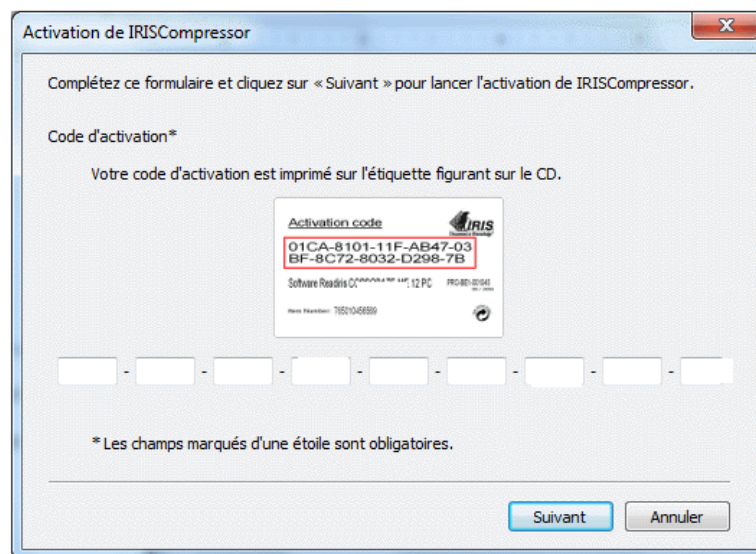 Activation de IRISCompressor
Complétez ce formulaire et cliquez sur « Suivant » pour lancer l'activation de IRISCompressor.
Code d'activation*
Votre code d'activation est imprimé sur l'étiquette figurant sur le CD.
Activation code
IRIS
01CA-8101-11F-AB47-03
BF-8C72-8032-D298-7B
Software Readiris 12 PC
Item Number:
- - - - - - - -
* Les champs marqués d'une étoile sont obligatoires.
Suivant
Annuler